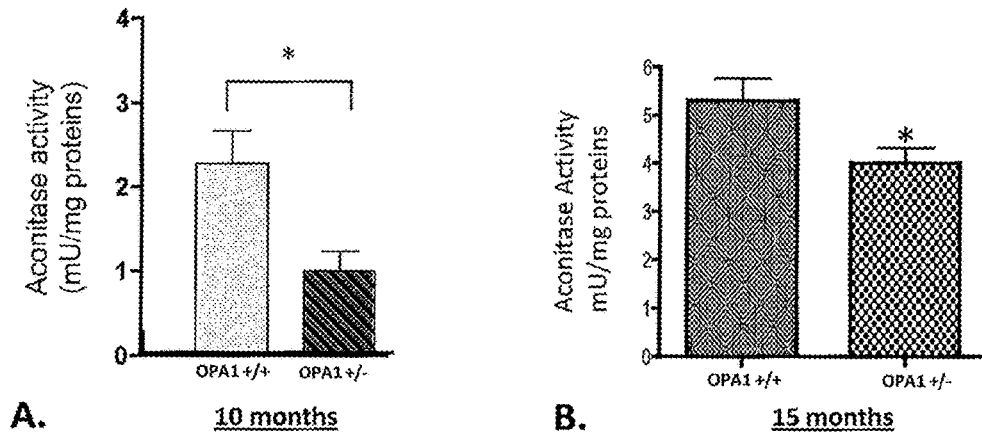 Aconitase activity
(mU/mg proteins)
4
3
2
1
0
*
OPA1 +/+
OPA1 +/-
A.
10 months
Aconitase Activity
mU/mg proteins
6
5
4
3
2
1
0
*
OPA1 +/+
OPA1 +/-
B.
15 months